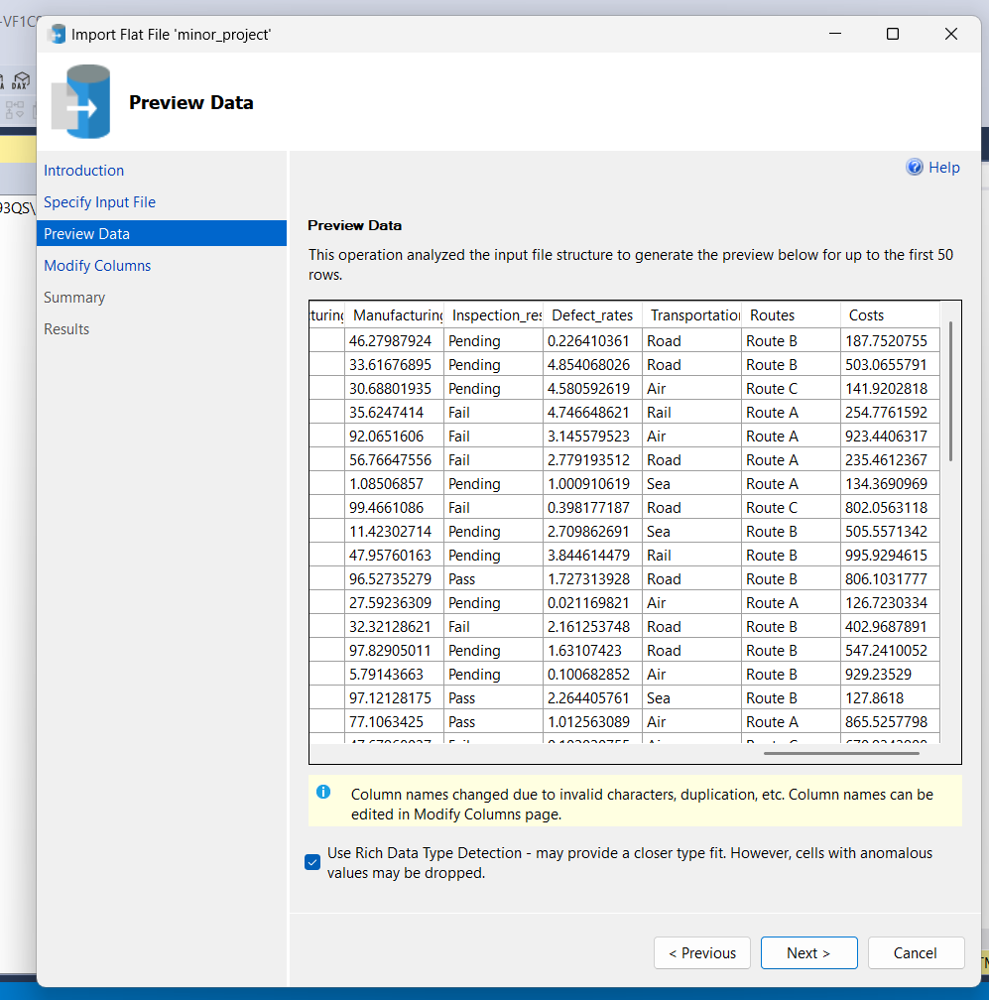 -VF1C
Import Flat File 'minor_project'
DAX
Preview Data
Introduction
Help
Specify Input File
93QS\
Preview Data
Preview Data
This operation analyzed the input file structure to generate the preview below for up to the first 50
rows.
Modify Columns
Summary
Results
turing Manufacturing Inspection_res Defect_rates Transportation Routes Costs
46.27987924 Pending 0.226410361 Road Route B 187.7520755
33.61676895 Pending 4.854068026 Road Route B 503.0655791
30.68801935 Pending 4.580592619 Air Route C 141.9202818
35.6247414 Fail 4.746648621 Rail Route A 254.7761592
92.0651606 Fail 3.145579523 Air Route A 923.4406317
56.76647556 Fail 2.779193512 Road Route A 235.4612367
1.08506857 Pending 1.000910619 Sea Route A 134.3690969
99.4661086 Fail 0.398177187 Road Route C 802.0563118
11.42302714 Pending 2.709862691 Sea Route B 505.5571342
47.95760163 Pending 3.844614479 Rail Route B 995.9294615
96.52735279 Pass 1.727313928 Road Route B 806.1031777
27.59236309 Pending 0.021169821 Air Route A 126.7230334
32.32128621 Fail 2.161253748 Road Route B 402.9687891
97.82905011 Pending 1.63107423 Road Route B 547.2410052
5.79143663 Pending 0.100682852 Air Route B 929.23529
97.12128175 Pass 2.264405761 Sea Route B 127.8618
77.1063425 Pass 1.012563089 Air Route A 865.5257798
Column names changed due to invalid characters, duplication, etc. Column names can be
edited in Modify Columns page.
Use Rich Data Type Detection - may provide a closer type fit. However, cells with anomalous
values may be dropped.
< Previous Next > Cancel